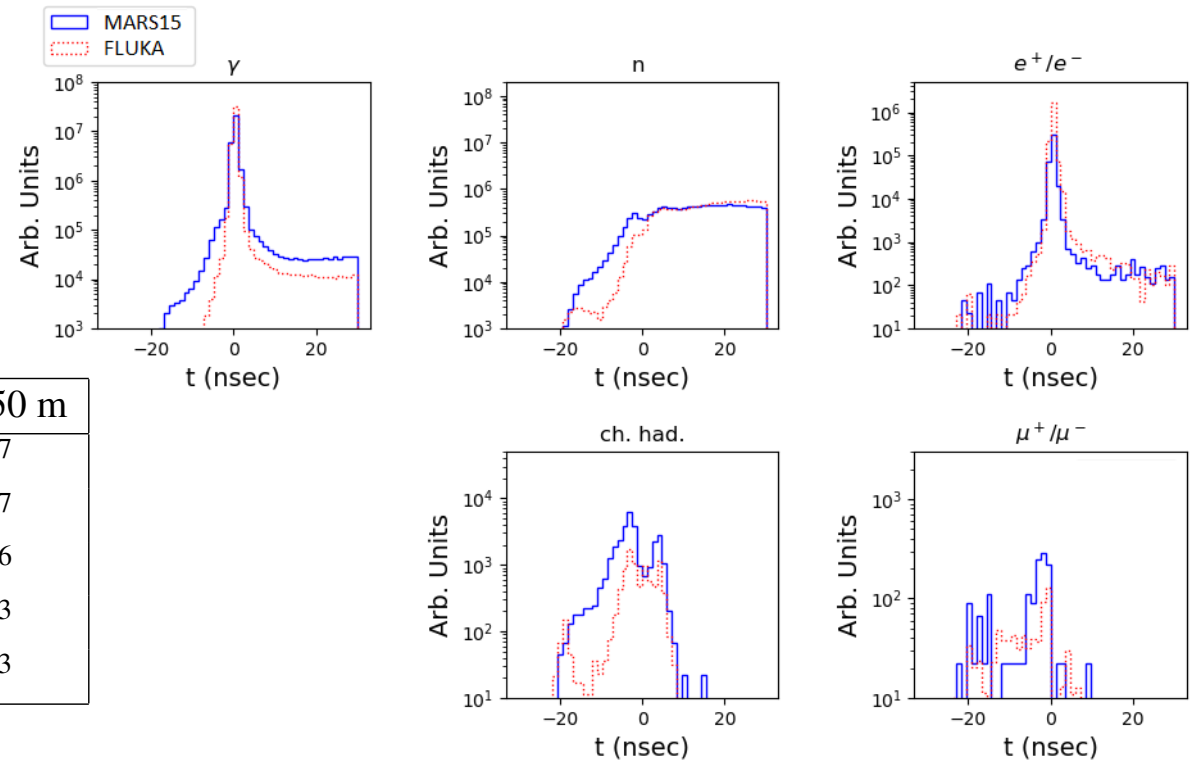 MARS15
FLUKA
γ
10^8
10^7
10^6
10^5
10^4
10^3
Arb. Units
−20 0 20
t (nsec)
n
10^8
10^7
10^6
10^5
10^4
10^3
Arb. Units
−20 0 20
t (nsec)
e^+/e^−
10^6
10^5
10^4
10^3
10^2
10^1
Arb. Units
−20 0 20
t (nsec)
50 m
7
7
6
3
3
ch. had.
10^4
10^3
10^2
10^1
Arb. Units
−20 0 20
t (nsec)
μ^+/μ^−
10^3
10^2
10^1
Arb. Units
−20 0 20
t (nsec)